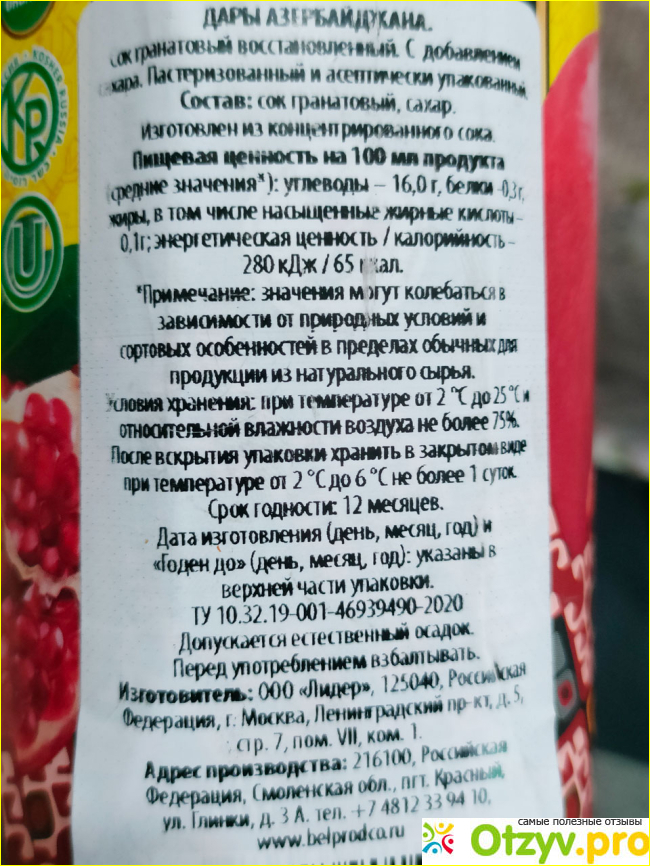 ДАРЫ АЗЕРБАЙДЖАНА.
сок гранатовый восстановленный. С добавлением
сахара. Пастеризованный и асептически упакованный.
Состав: сок гранатовый, сахар.
Изготовлен из концентрированного сока.
Пищевая ценность на 100 мл продукта
(средние значения*): углеводы – 16,0 г, белки -0,3г,
жиры, в том числе насыщенные жирные кислоты -
0,1г; энергетическая ценность / калорийность -
280 кДж / 65 ккал.
*Примечание: значения могут колебаться в
зависимости от природных условий и
сортовых особенностей в пределах обычных для
продукции из натурального сырья.
Условия хранения: при температуре от 2 °С до 25 °С и
относительной влажности воздуха не более 75%.
После вскрытия упаковки хранить в закрытом виде
при температуре от 2 °С до 6 °С не более 1 суток.
Срок годности: 12 месяцев.
Дата изготовления (день, месяц, год) и
«Годен до» (день, месяц, год): указаны в
верхней части упаковки.
ТУ 10.32.19-001-46939490-2020
Допускается естественный осадок.
Перед употреблением взбалтывать.
Изготовитель: ООО «Лидер», 125040, Российская
Федерация, г. Москва, Ленинградский пр-кт, д. 5,
стр. 7, пом. VII, ком. 1.
Адрес производства: 216100, Российская
Федерация, Смоленская обл., пгт. Красный,
ул. Глинки, д. 3 А. тел. +7 4812 33 94 10,
www.belprodca.ru
KOSHER RUSSIA
KR
U
самые полезные отзывы
Otzyv.pro